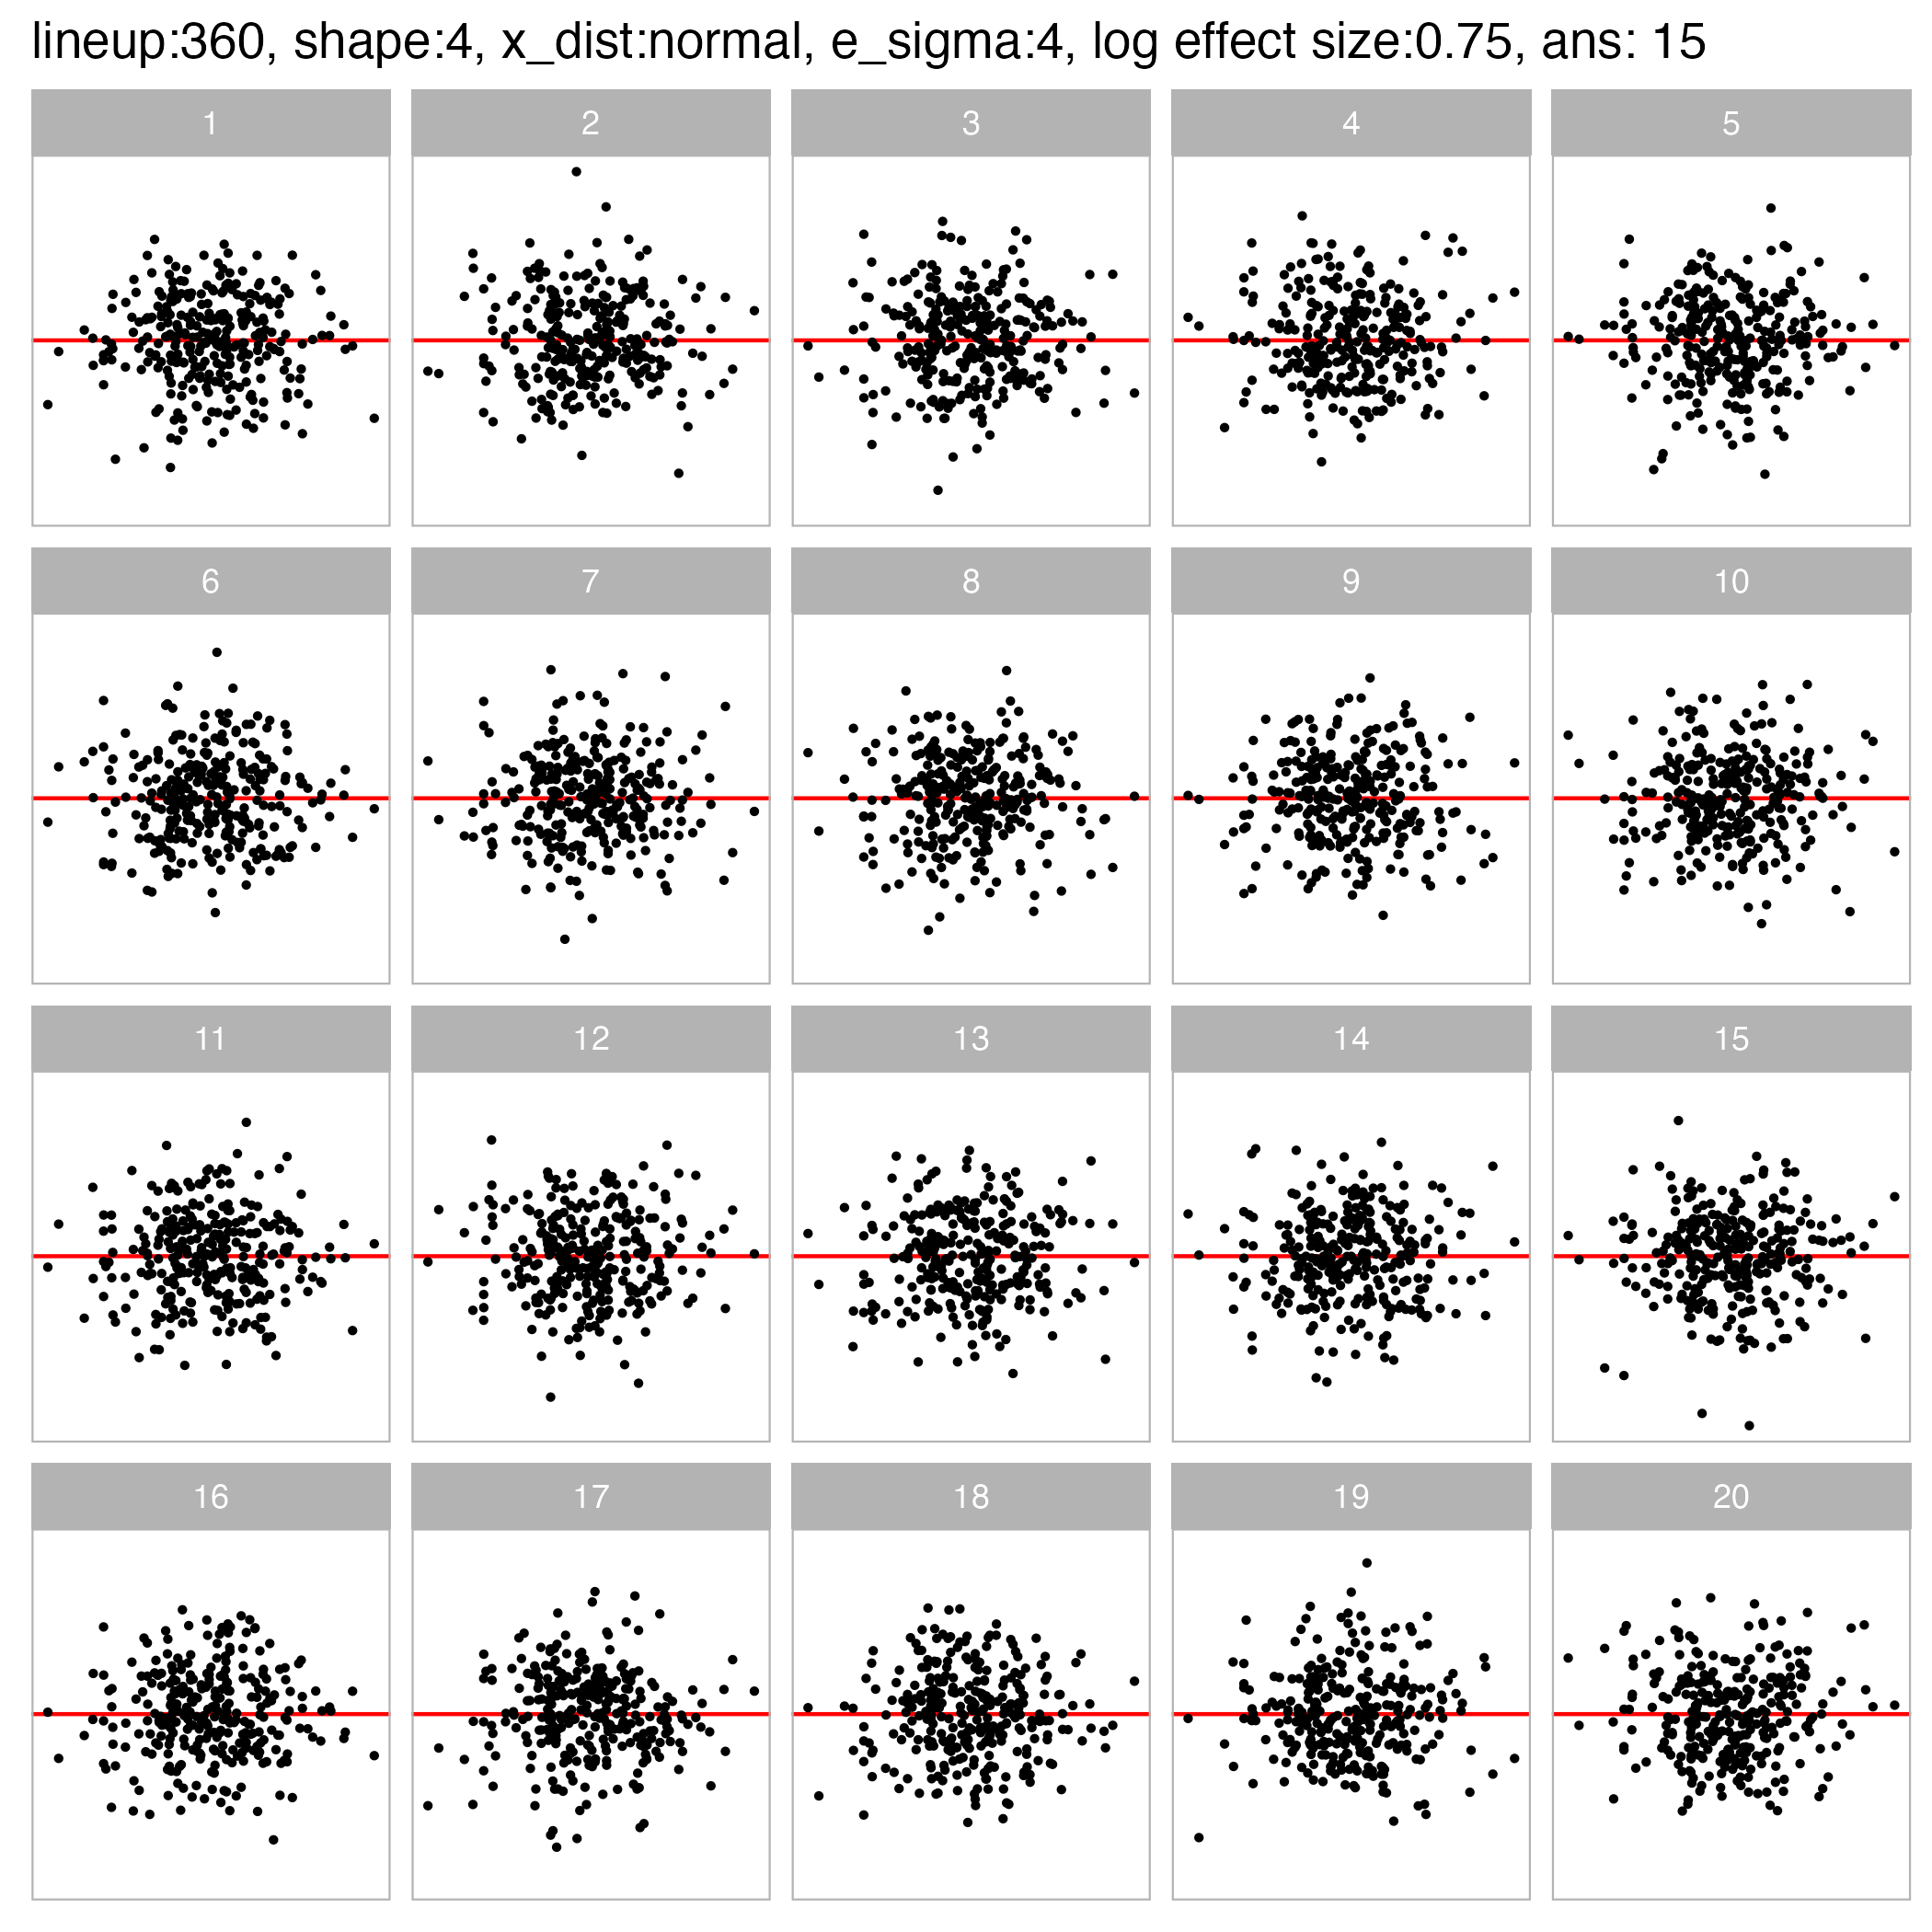 lineup:360, shape:4, x_dist:normal, e_sigma:4, log effect size:0.75, ans: 15
1 2 3 4 5
6 7 8 9 10
11 12 13 14 15
16 17 18 19 20